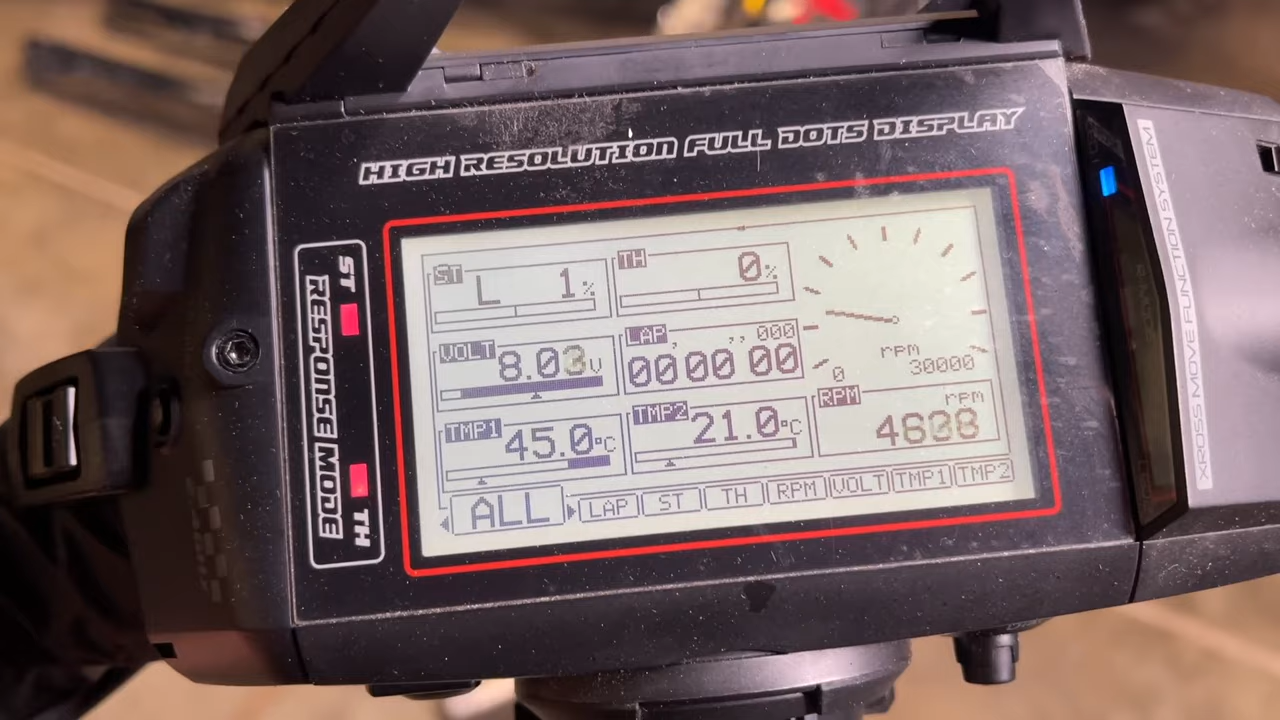 HIGH RESOLUTION FULL DOTS DISPLAY
ST RESPONSE MODE TH
XROSS MOVE FUNCTION SYSTEM
ST L 1%
TH 0%
VOLT 8.03V
LAP , ,, 000
0000 00
rpm
30000
0
TMP1 45.0°C
TMP2 21.0°C
RPM rpm
4608
ALL LAP ST TH RPM VOLT TMP1 TMP2